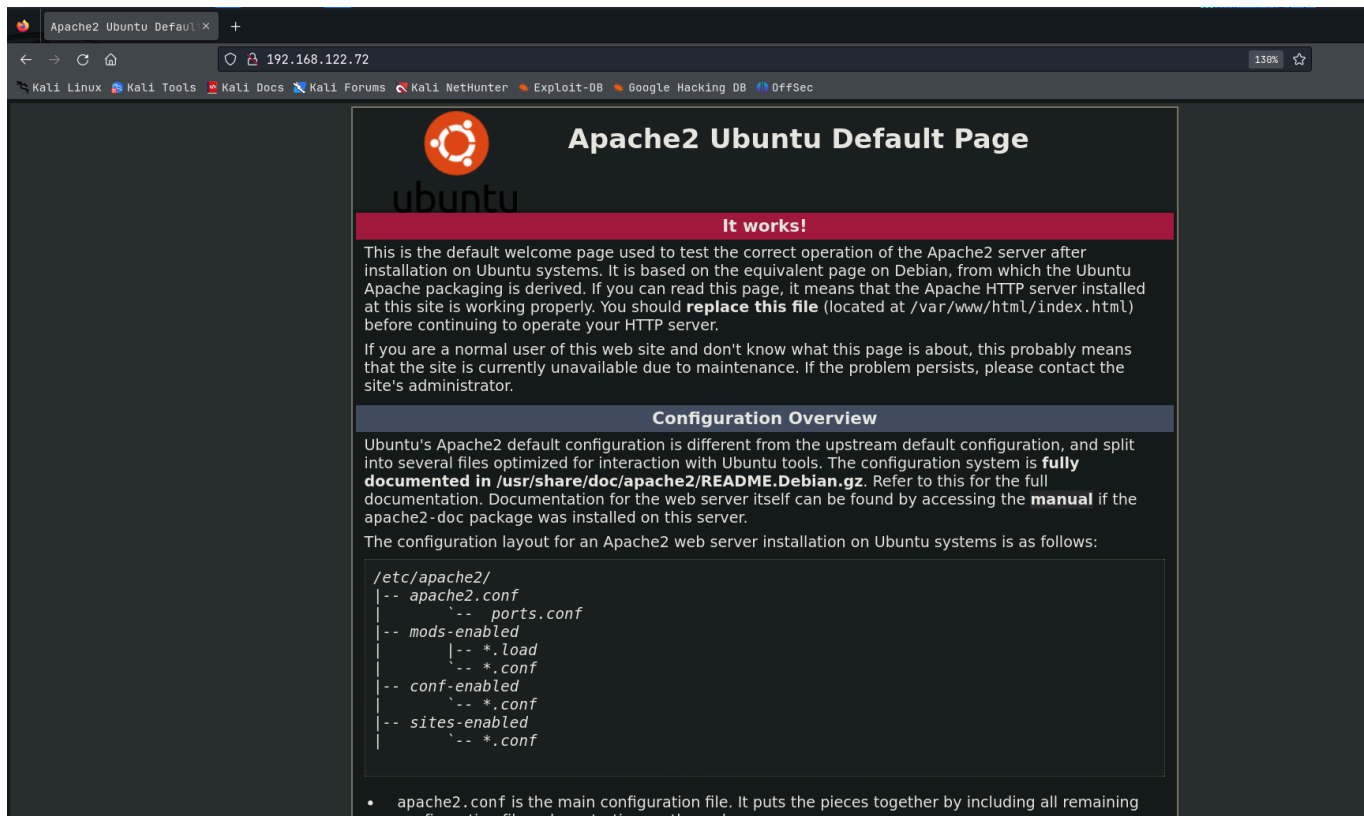 Apache2 Ubuntu Defaul
192.168.122.72
130%
Kali Linux Kali Tools Kali Docs Kali Forums Kali NetHunter Exploit-DB Google Hacking DB OffSec
Apache2 Ubuntu Default Page
ubuntu
It works!
This is the default welcome page used to test the correct operation of the Apache2 server after
installation on Ubuntu systems. It is based on the equivalent page on Debian, from which the Ubuntu
Apache packaging is derived. If you can read this page, it means that the Apache HTTP server installed
at this site is working properly. You should replace this file (located at /var/www/html/index.html)
before continuing to operate your HTTP server.
If you are a normal user of this web site and don't know what this page is about, this probably means
that the site is currently unavailable due to maintenance. If the problem persists, please contact the
site's administrator.
Configuration Overview
Ubuntu's Apache2 default configuration is different from the upstream default configuration, and split
into several files optimized for interaction with Ubuntu tools. The configuration system is fully
documented in /usr/share/doc/apache2/README.Debian.gz. Refer to this for the full
documentation. Documentation for the web server itself can be found by accessing the manual if the
apache2-doc package was installed on this server.
The configuration layout for an Apache2 web server installation on Ubuntu systems is as follows:
/etc/apache2/
|-- apache2.conf
|       `--  ports.conf
|-- mods-enabled
|       |-- *.load
|       `-- *.conf
|-- conf-enabled
|       `-- *.conf
|-- sites-enabled
|       `-- *.conf
• apache2.conf is the main configuration file. It puts the pieces together by including all remaining